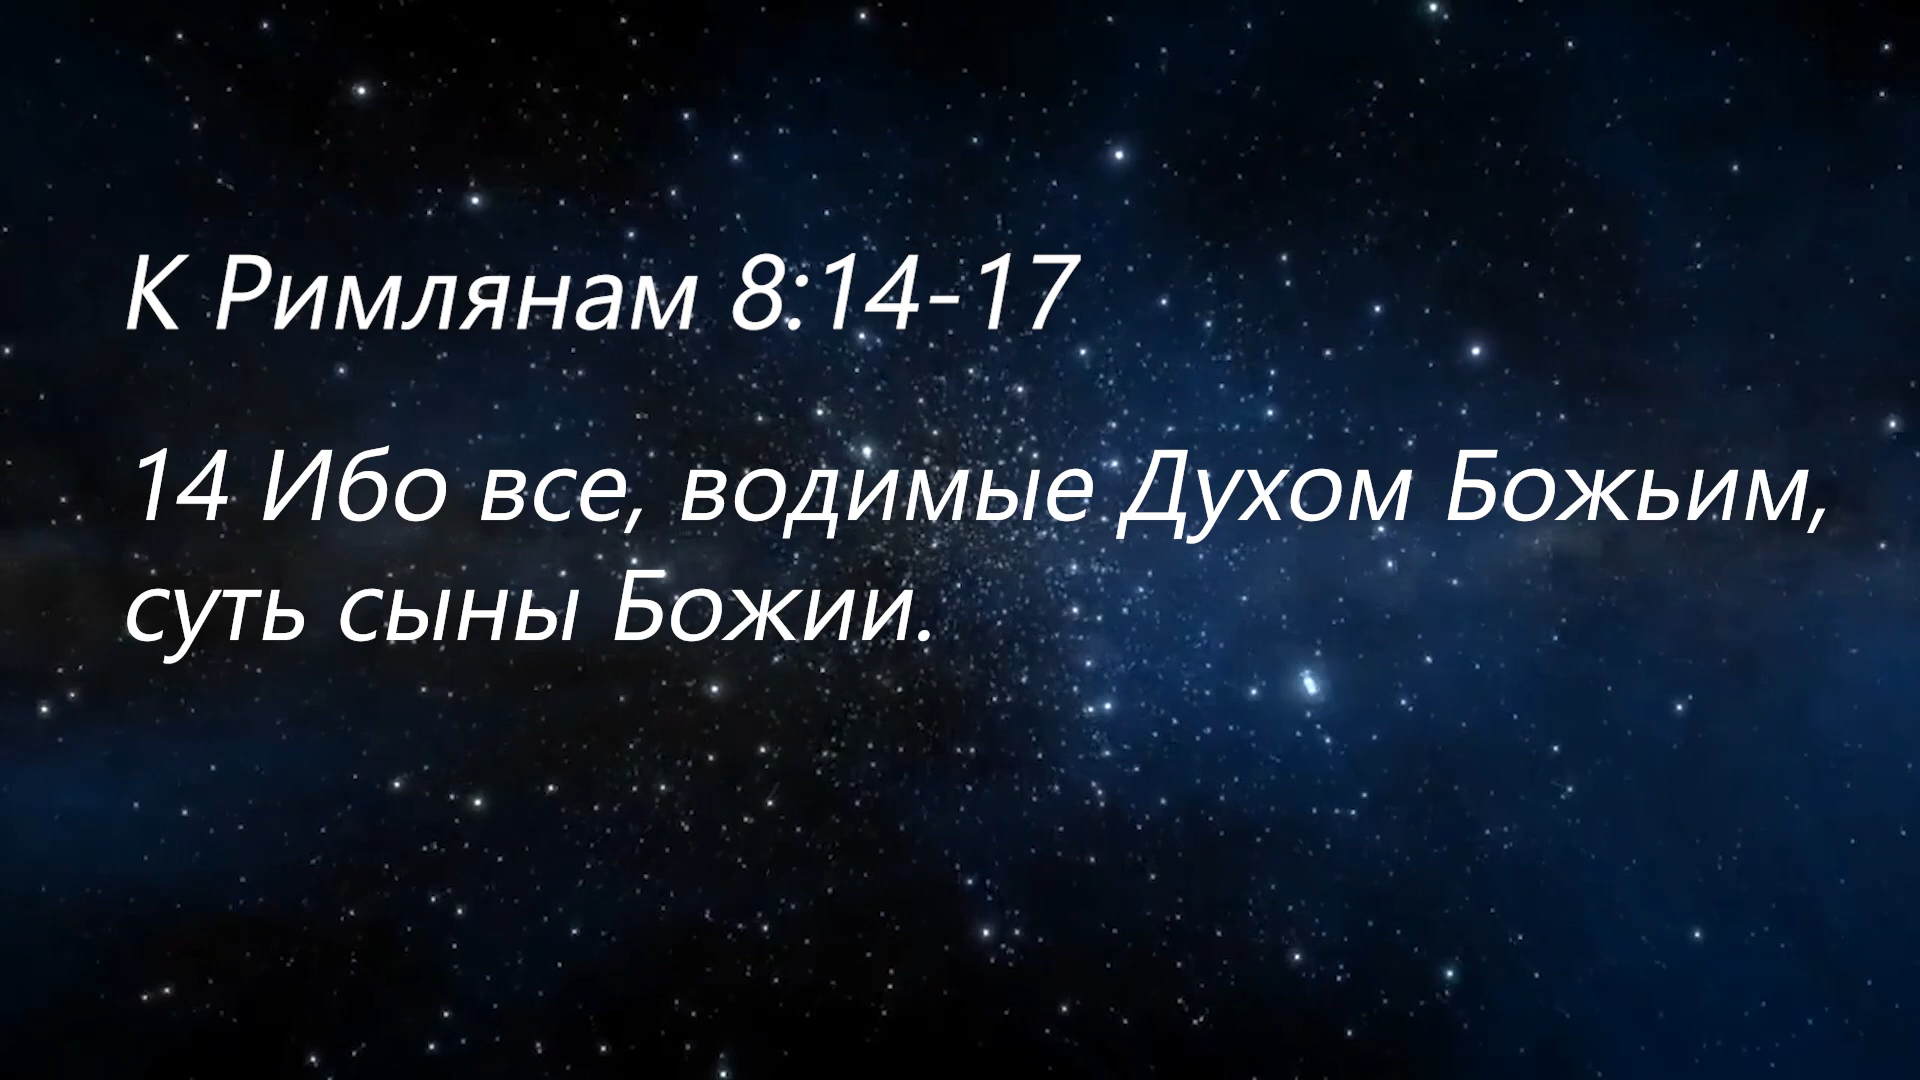 К Римлянам 8:14-17
14 Ибо все, водимые Духом Божьим,
суть сыны Божии.